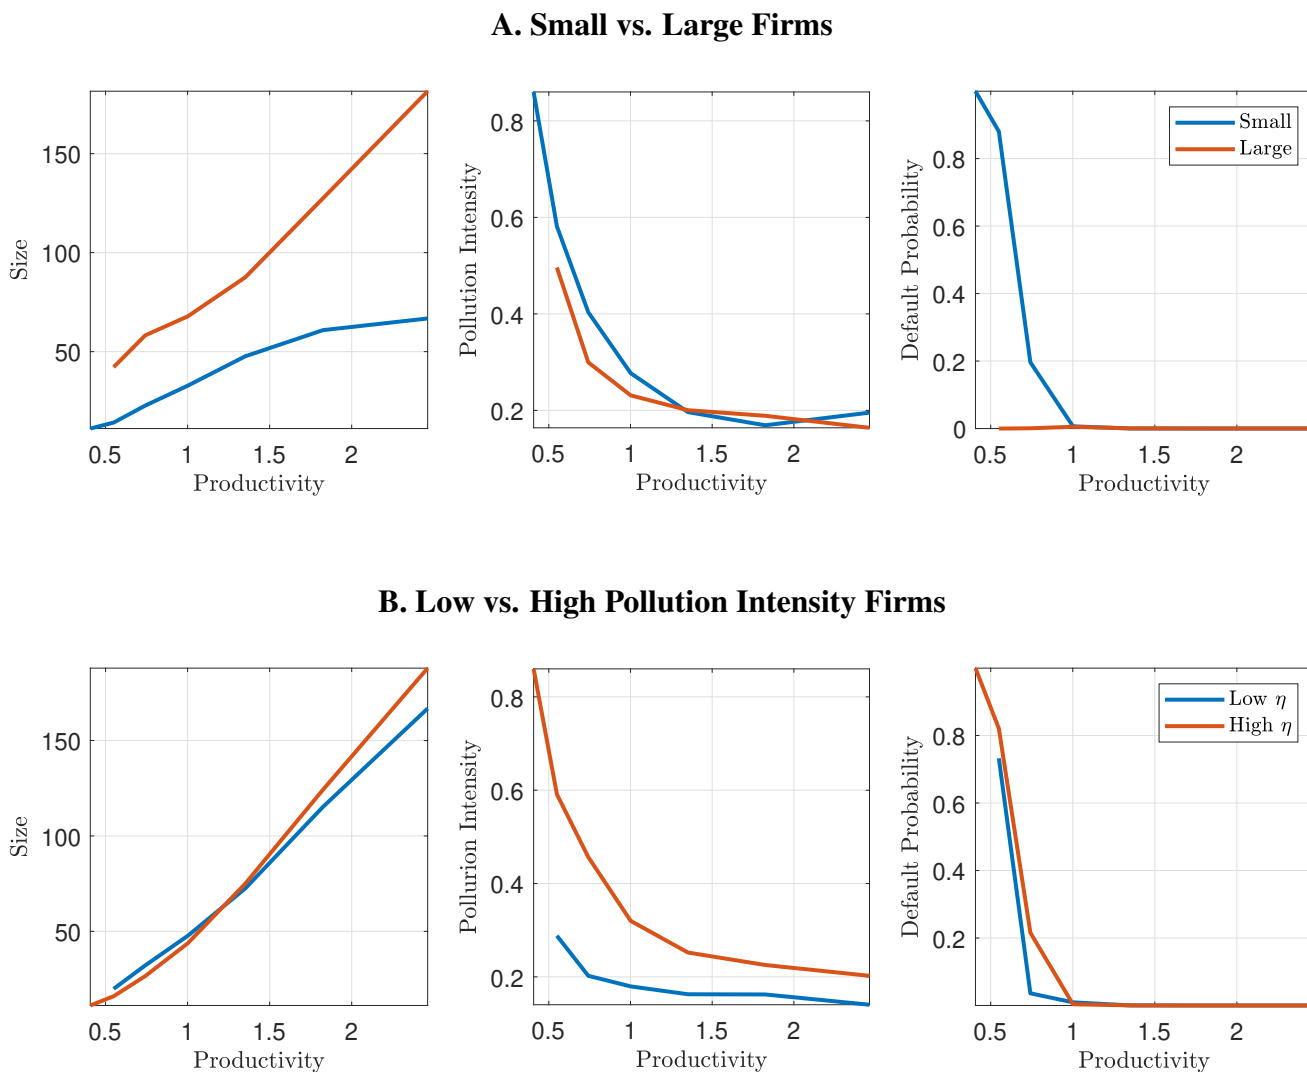 A. Small vs. Large Firms
Size
150
100
50
0.5 1 1.5 2
Productivity
Pollution Intensity
0.8
0.6
0.4
0.2
0.5 1 1.5 2
Productivity
Default Probability
0.8
0.6
0.4
0.2
0
0.5 1 1.5 2
Productivity
Small
Large
B. Low vs. High Pollution Intensity Firms
Size
150
100
50
0.5 1 1.5 2
Productivity
Pollurion Intensity
0.8
0.6
0.4
0.2
0.5 1 1.5 2
Productivity
Default Probability
0.8
0.6
0.4
0.2
0.5 1 1.5 2
Productivity
Low η
High η